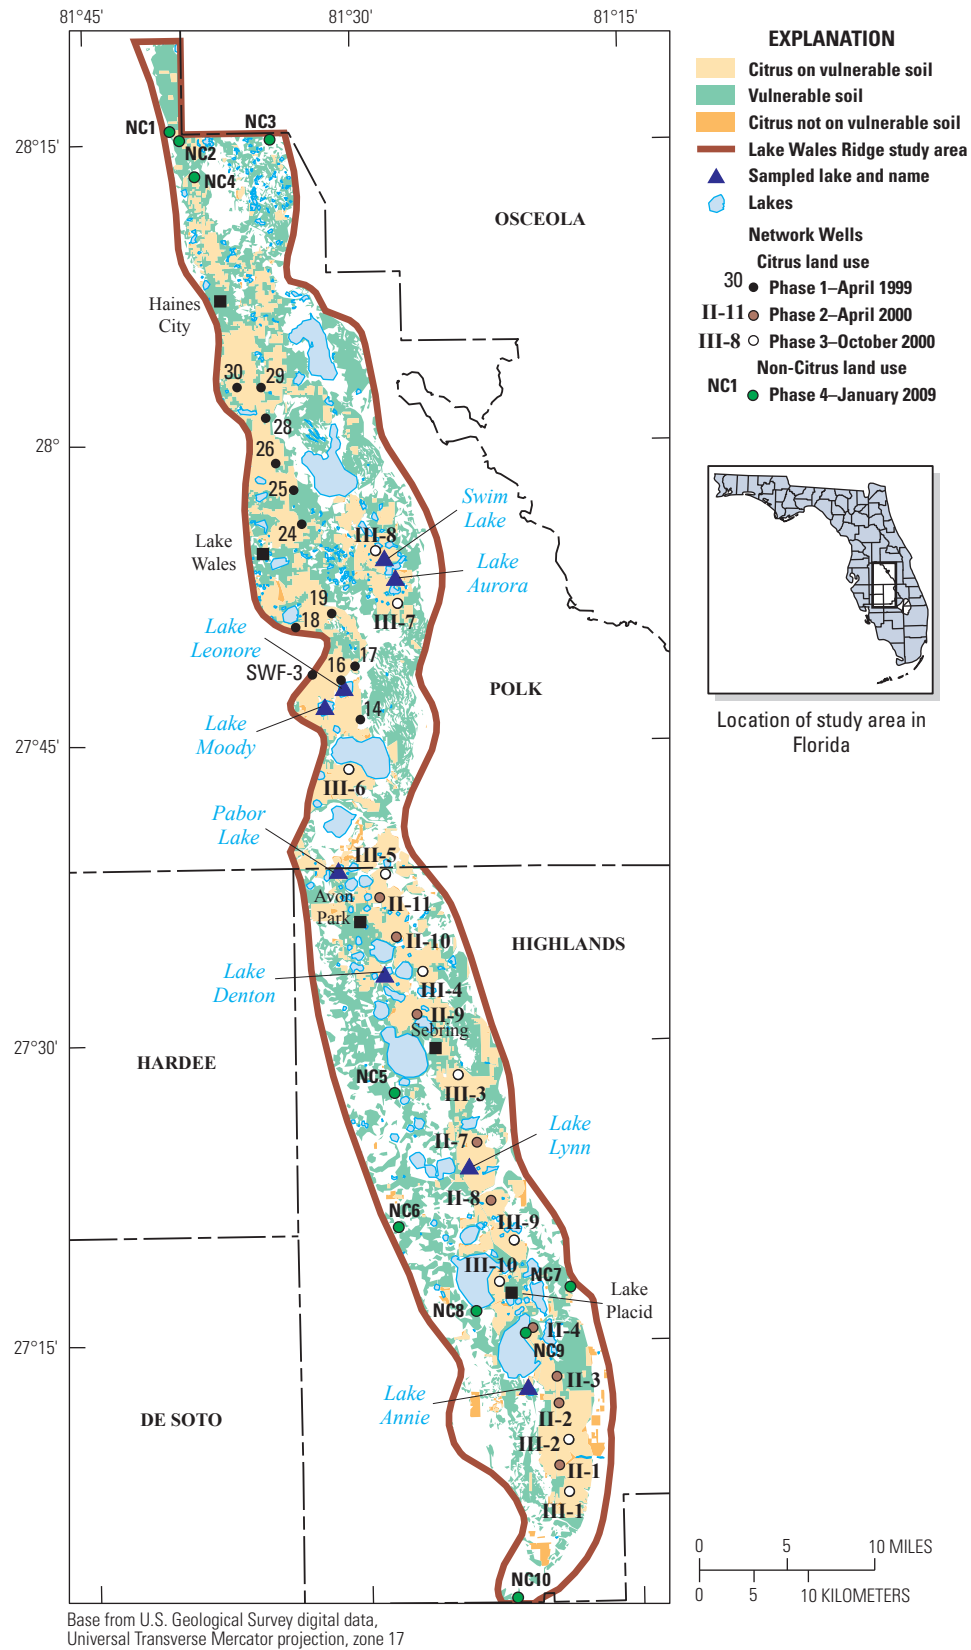 81°45'
81°30'
81°15'
EXPLANATION
Citrus on vulnerable soil
Vulnerable soil
Citrus not on vulnerable soil
Lake Wales Ridge study area
Sampled lake and name
Lakes
Network Wells
Citrus land use
30 Phase 1–April 1999
II-11 Phase 2–April 2000
III-8 Phase 3–October 2000
Non-Citrus land use
NC1 Phase 4–January 2009
NC1
NC2
NC3
28°15'
NC4
OSCEOLA
Haines
City
30
29
28
28°
26
25
24
Swim
Lake
III-8
Lake
Wales
Lake
Aurora
19
III-7
18
Lake
Leonore
17
16
SWF-3
POLK
14
Lake
Moody
27°45'
III-6
Location of study area in
Florida
Pabor
Lake
III-5
Avon
Park
II-11
II-10
HIGHLANDS
Lake
Denton
III-4
II-9
Sebring
27°30'
HARDEE
NC5
III-3
II-7
Lake
Lynn
II-8
NC6
III-9
III-10
NC7
Lake
Placid
NC8
II-4
27°15'
NC9
II-3
Lake
Annie
II-2
DE SOTO
III-2
II-1
III-1
NC10
0 5 10 MILES
0 5 10 KILOMETERS
Base from U.S. Geological Survey digital data,
Universal Transverse Mercator projection, zone 17